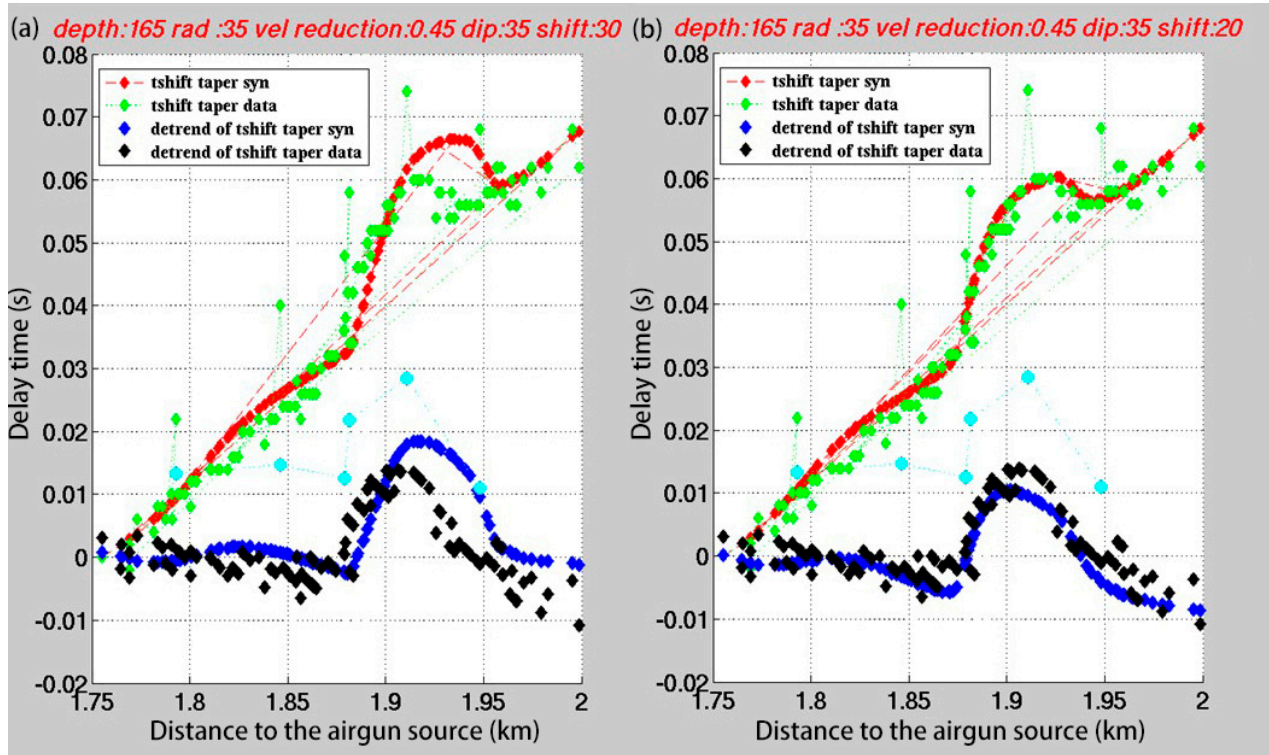 (a) depth:165 rad :35 vel reduction:0.45 dip:35 shift:30
0.08
0.07
0.06
0.05
0.04
0.03
0.02
0.01
0
-0.01
-0.02
Delay time (s)
tshift taper syn
tshift taper data
detrend of tshift taper syn
detrend of tshift taper data
1.75 1.8 1.85 1.9 1.95 2
Distance to the airgun source (km)
(b) depth:165 rad :35 vel reduction:0.45 dip:35 shift:20
0.08
0.07
0.06
0.05
0.04
0.03
0.02
0.01
0
-0.01
-0.02
Delay time (s)
tshift taper syn
tshift taper data
detrend of tshift taper syn
detrend of tshift taper data
1.75 1.8 1.85 1.9 1.95 2
Distance to the airgun source (km)